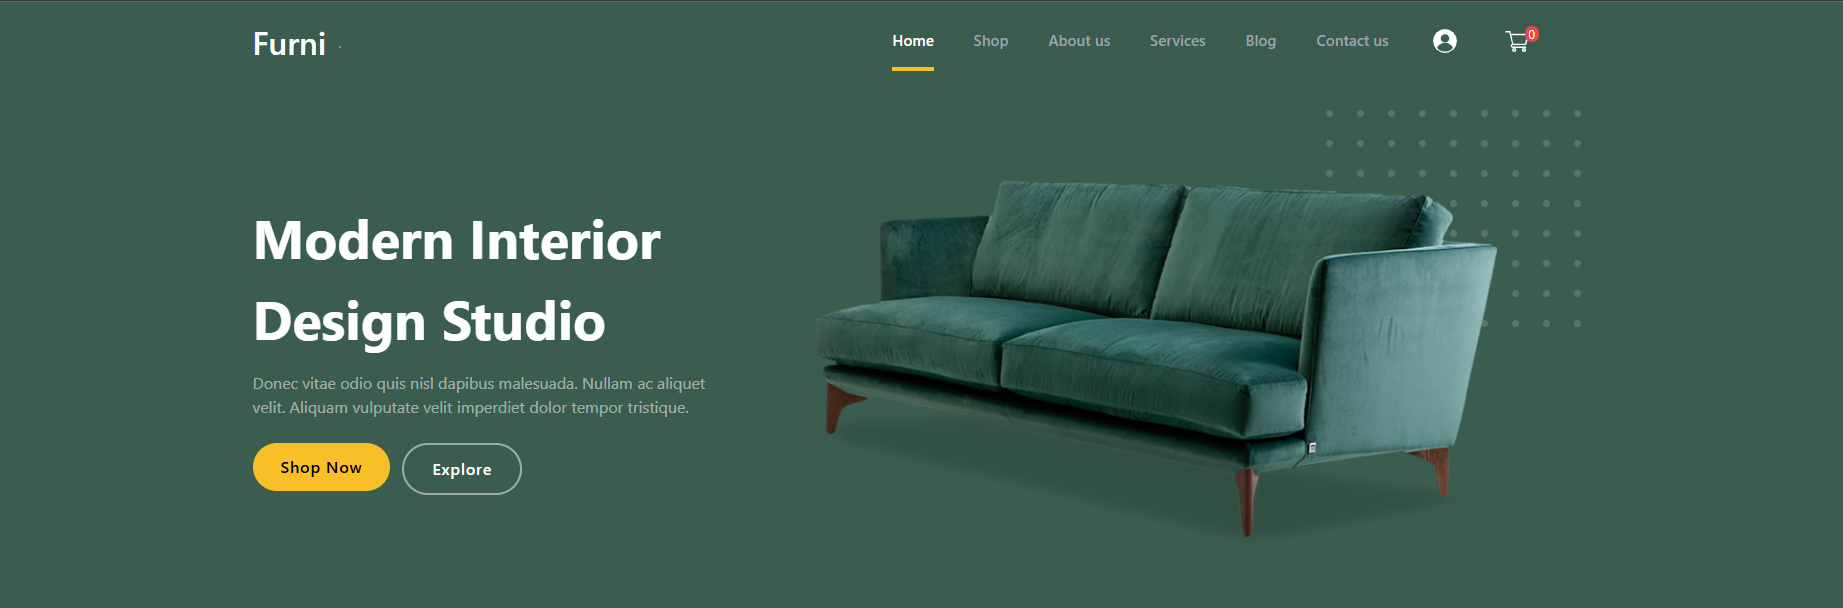 Furni .
Home Shop About us Services Blog Contact us 0
Modern Interior
Design Studio
Donec vitae odio quis nisl dapibus malesuada. Nullam ac aliquet
velit. Aliquam vulputate velit imperdiet dolor tempor tristique.
Shop Now Explore